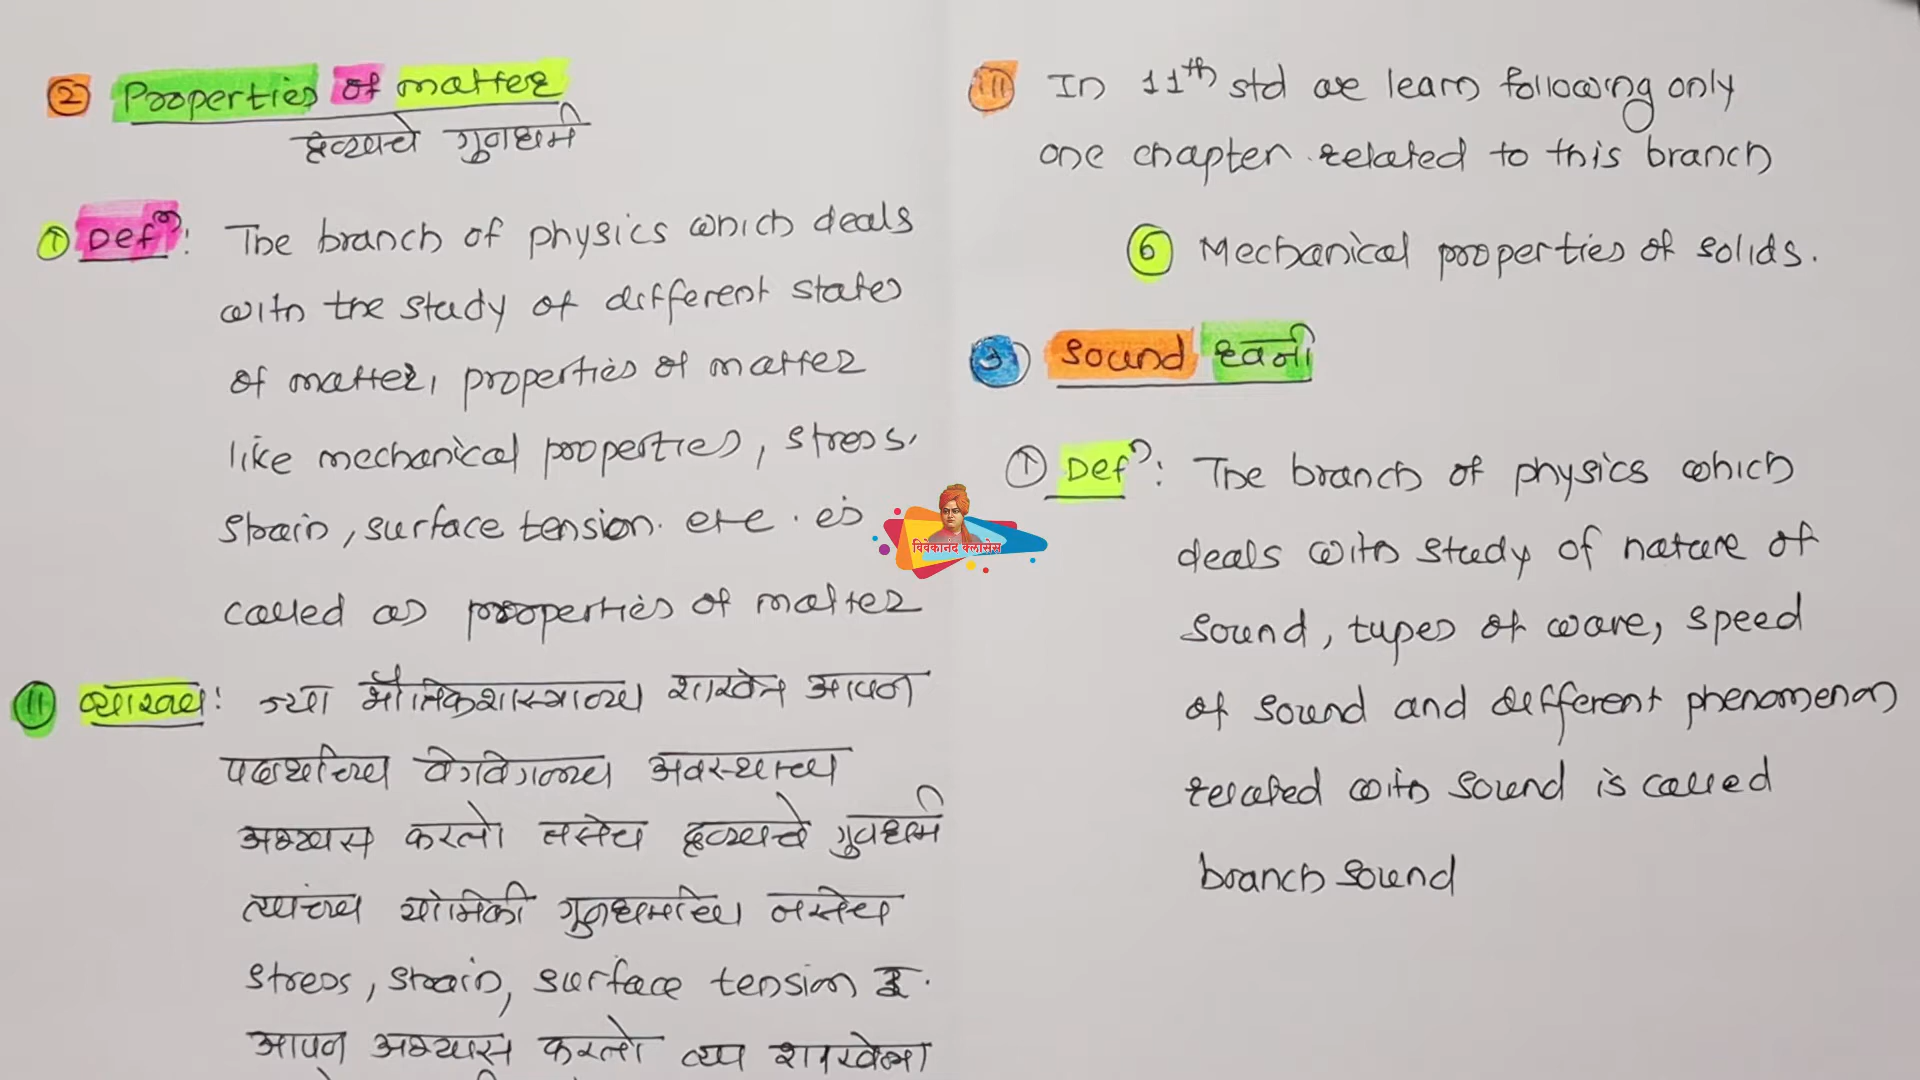 ② Properties of matter
द्रव्याचे गुणधर्म
① Defⁿ: The branch of physics which deals
with the study of different states
of matter, properties of matter
like mechanical properties, stress,
strain, surface tension. etc. is
called as properties of matter
॥ व्याख्या: ज्या भौतिकशास्त्राच्या शाखेत आपण
पदार्थाच्या वेगवेगळ्या अवस्थाच्या
अभ्यास करतो तसेच द्रव्याचे गुणधर्म
त्यांच्या यांमिकी गुणधर्माचा तसेच
stress, strain, surface tension इ.
आपण अभ्यास करतो त्या शाखेला
III In 11th std we learn following only
one chapter related to this branch
⑥ Mechanical properties of solids.
③ Sound ध्वनी
① Defⁿ: The branch of physics which
deals with study of nature of
sound, types of wave, speed
of sound and different phenomenon
related with sound is called
branch sound
विवेकानंद क्लासेस